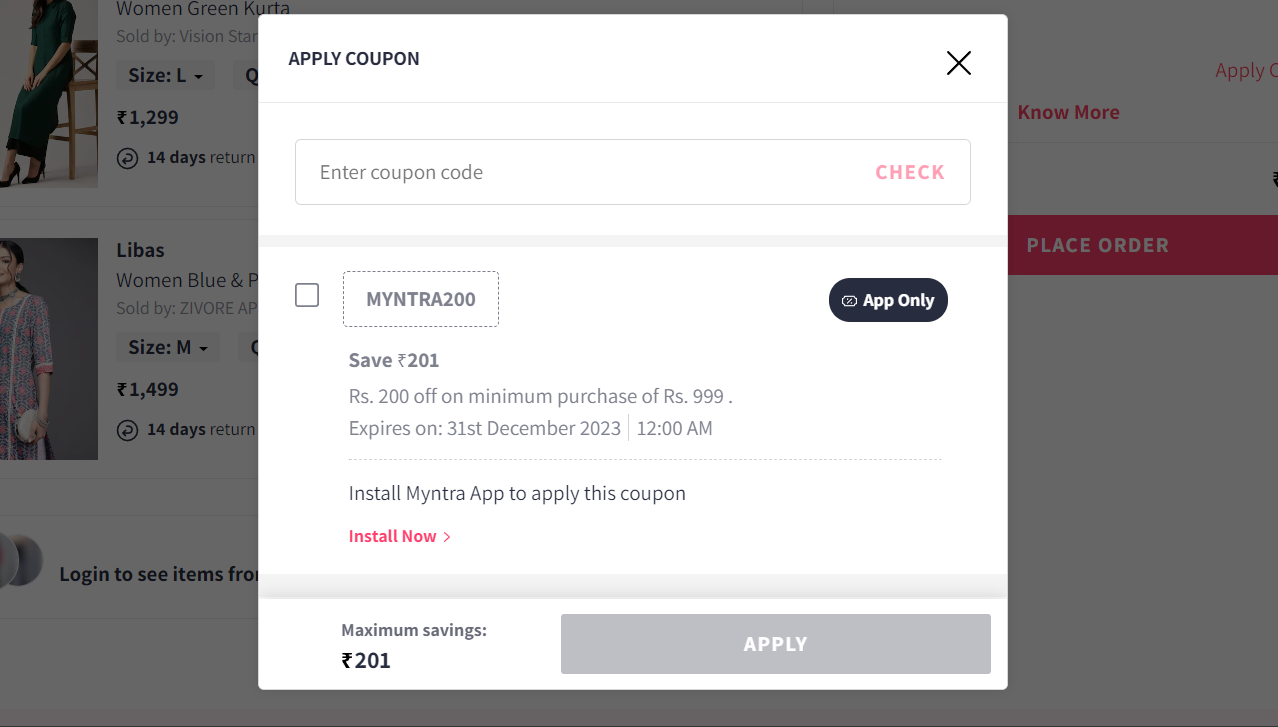 Women Green Kurta
Sold by: Vision Star
Size: L
₹1,299
14 days return
Libas
Women Blue & P
Sold by: ZIVORE AP
Size: M
₹1,499
14 days return
Login to see items from
APPLY COUPON
Enter coupon code
CHECK
MYNTRA200
App Only
Save ₹201
Rs. 200 off on minimum purchase of Rs. 999 .
Expires on: 31st December 2023 | 12:00 AM
Install Myntra App to apply this coupon
Install Now >
Maximum savings:
₹201
APPLY
Apply
Know More
PLACE ORDER